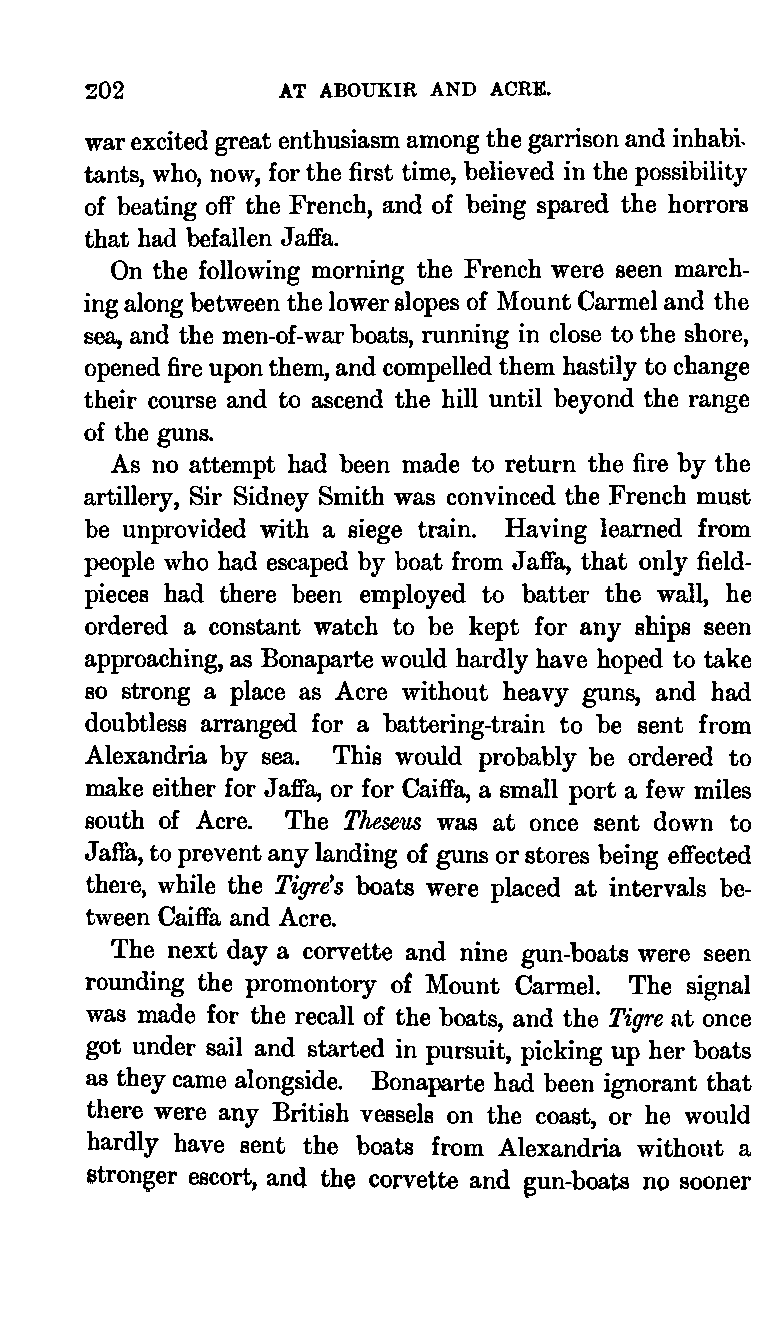 202 AT ABOUKIR AND ACRE.
war excited great enthusiasm among the garrison and inhabi-
tants, who, now, for the first time, believed in the possibility
of beating off the French, and of being spared the horrors
that had befallen Jaffa.
On the following morning the French were seen march-
ing along between the lower slopes of Mount Carmel and the
sea, and the men-of-war boats, running in close to the shore,
opened fire upon them, and compelled them hastily to change
their course and to ascend the hill until beyond the range
of the guns.
As no attempt had been made to return the fire by the
artillery, Sir Sidney Smith was convinced the French must
be unprovided with a siege train. Having learned from
people who had escaped by boat from Jaffa, that only field-
pieces had there been employed to batter the wall, he
ordered a constant watch to be kept for any ships seen
approaching, as Bonaparte would hardly have hoped to take
so strong a place as Acre without heavy guns, and had
doubtless arranged for a battering-train to be sent from
Alexandria by sea. This would probably be ordered to
make either for Jaffa, or for Caiffa, a small port a few miles
south of Acre. The Theseus was at once sent down to
Jaffa, to prevent any landing of guns or stores being effected
there, while the Tigre's boats were placed at intervals be-
tween Caiffa and Acre.
The next day a corvette and nine gun-boats were seen
rounding the promontory of Mount Carmel. The signal
was made for the recall of the boats, and the Tigre at once
got under sail and started in pursuit, picking up her boats
as they came alongside. Bonaparte had been ignorant that
there were any British vessels on the coast, or he would
hardly have sent the boats from Alexandria without a
stronger escort, and the corvette and gun-boats no sooner